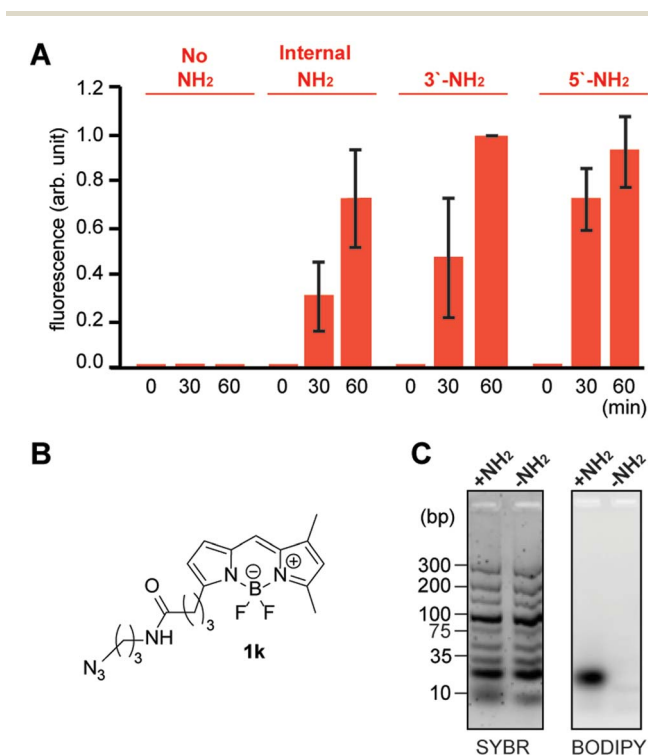 A
No
NH2
Internal
NH2
3`-NH2
5`-NH2
fluorescence (arb. unit)
1.2
1.0
0.8
0.6
0.4
0.2
0.0
0 30 60 0 30 60 0 30 60 0 30 60
(min)
B
O
NH
( )3
( )3
N3
N
B
N
⊖
⊕
F F
1k
C
+NH2 -NH2 +NH2 -NH2
(bp)
300
200
100
75
35
10
SYBR BODIPY